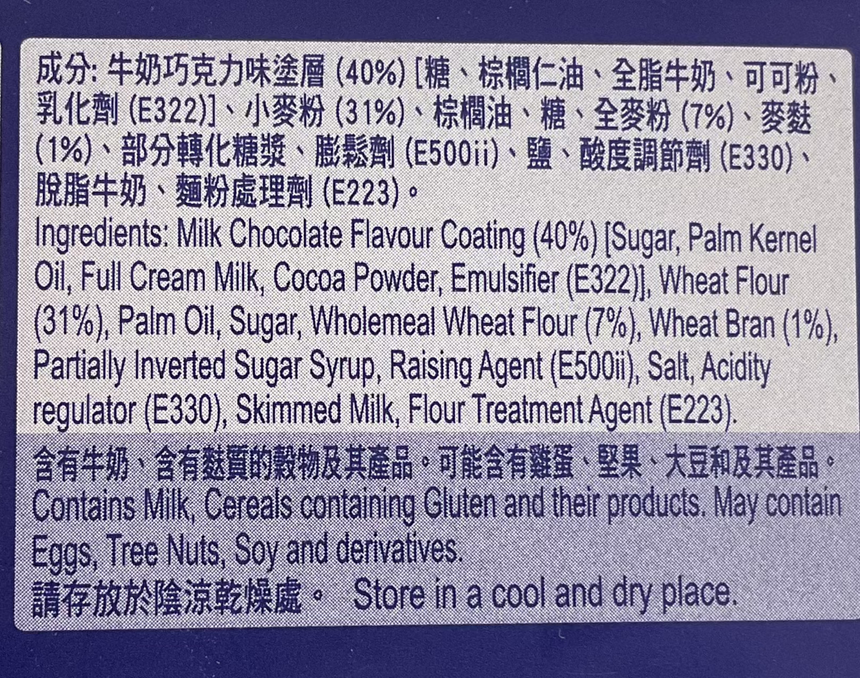 成分: 牛奶巧克力味塗層 (40%) [糖、棕櫚仁油、全脂牛奶、可可粉、
乳化劑 (E322)]、小麥粉 (31%)、棕櫚油、糖、全麥粉 (7%)、麥麩
(1%)、部分轉化糖漿、膨鬆劑 (E500ii)、鹽、酸度調節劑 (E330)、
脫脂牛奶、麵粉處理劑 (E223)。
Ingredients: Milk Chocolate Flavour Coating (40%) [Sugar, Palm Kernel
Oil, Full Cream Milk, Cocoa Powder, Emulsifier (E322)], Wheat Flour
(31%), Palm Oil, Sugar, Wholemeal Wheat Flour (7%), Wheat Bran (1%),
Partially Inverted Sugar Syrup, Raising Agent (E500ii), Salt, Acidity
regulator (E330), Skimmed Milk, Flour Treatment Agent (E223).
含有牛奶、含有麩質的穀物及其產品。可能含有雞蛋、堅果、大豆和及其產品。
Contains Milk, Cereals containing Gluten and their products. May contain
Eggs, Tree Nuts, Soy and derivatives.
請存放於陰涼乾燥處。 Store in a cool and dry place.